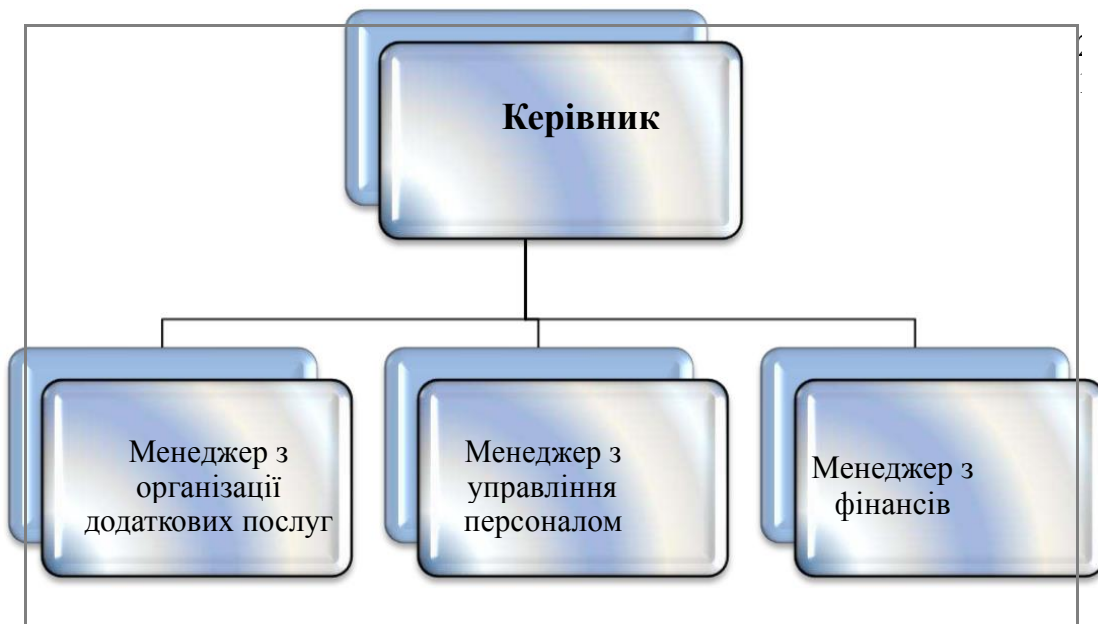 Керівник
Менеджер з
організації
додаткових послуг
Менеджер з
управління
персоналом
Менеджер з
фінансів